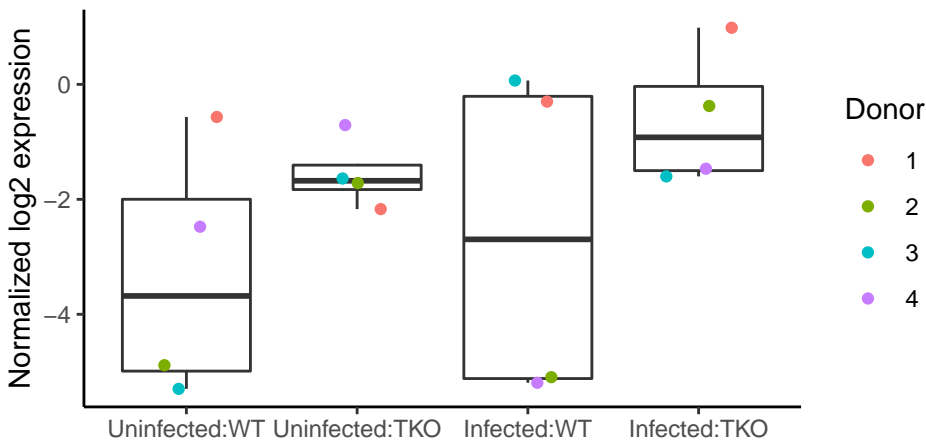 Normalized log2 expression
0
−2
−4
Uninfected:WT
Uninfected:TKO
Infected:WT
Infected:TKO
Donor
1
2
3
4